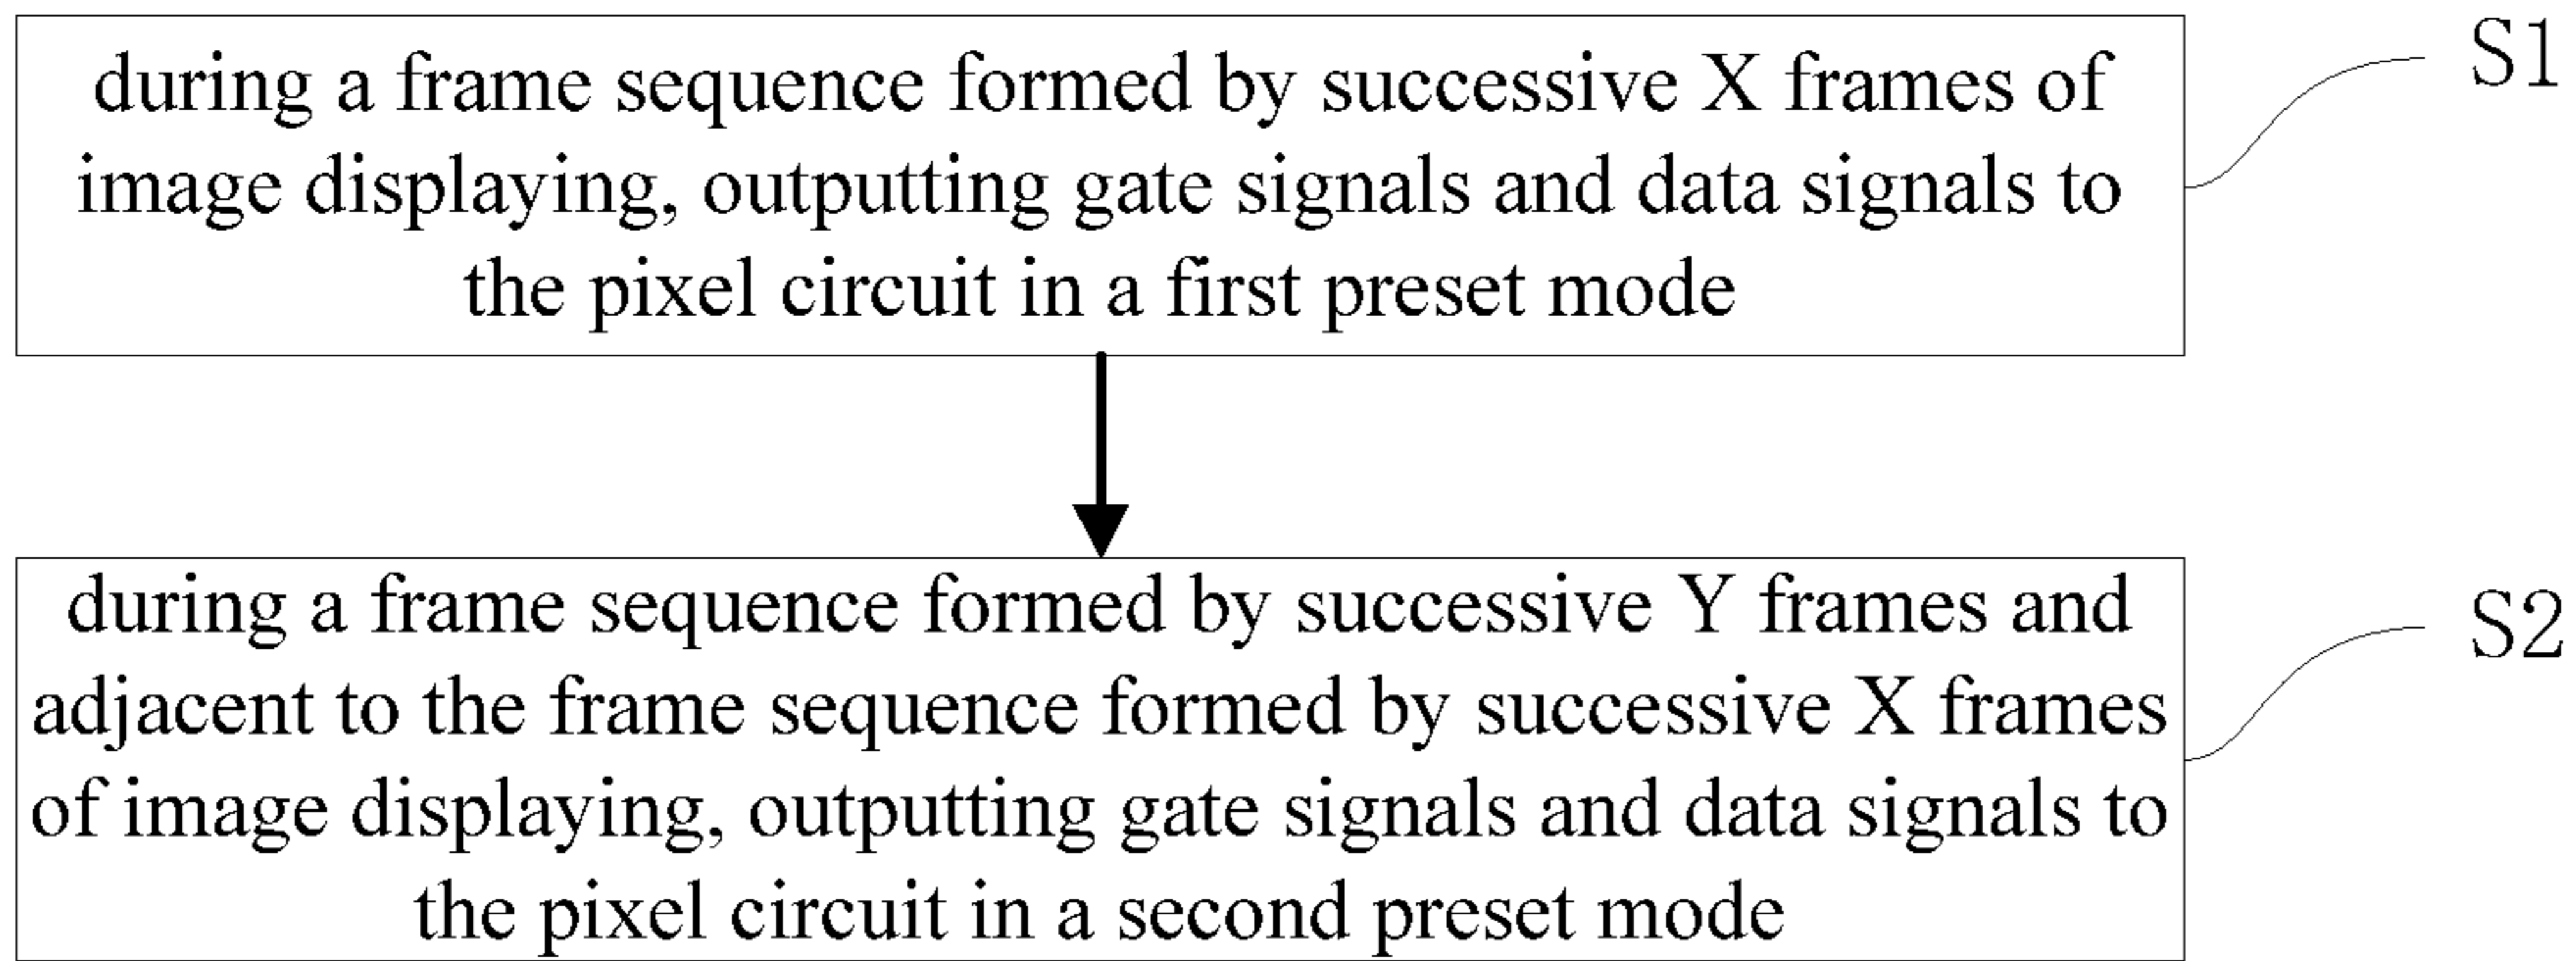 during a frame sequence formed by successive X frames of
image displaying, outputting gate signals and data signals to
the pixel circuit in a first preset mode
S1
during a frame sequence formed by successive Y frames and
adjacent to the frame sequence formed by successive X frames
of image displaying, outputting gate signals and data signals to
the pixel circuit in a second preset mode
S2